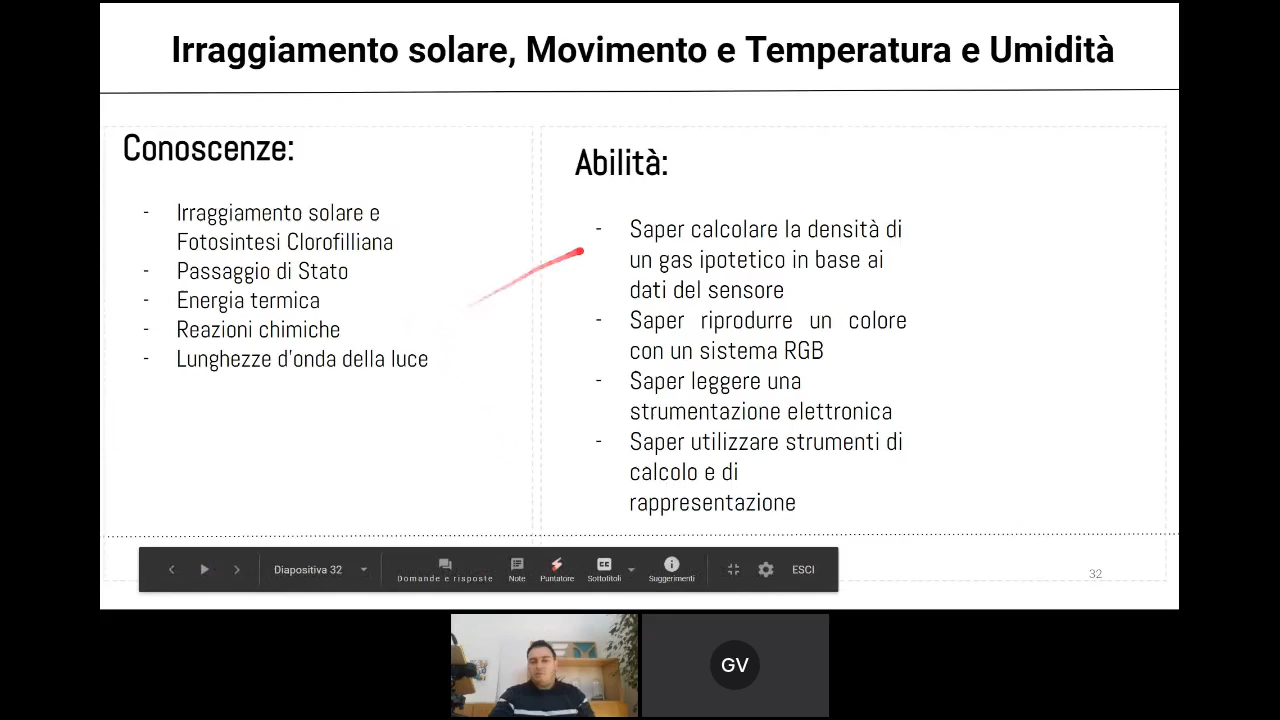 Irraggiamento solare, Movimento e Temperatura e Umidità
Conoscenze:
- Irraggiamento solare e
Fotosintesi Clorofilliana
- Passaggio di Stato
- Energia termica
- Reazioni chimiche
- Lunghezze d'onda della luce
Abilità:
- Saper calcolare la densità di
un gas ipotetico in base ai
dati del sensore
- Saper riprodurre un colore
con un sistema RGB
- Saper leggere una
strumentazione elettronica
- Saper utilizzare strumenti di
calcolo e di
rappresentazione
Diapositiva 32
Domande e risposte
Note
Puntatore
CC
Sottotitoli
Suggerimenti
ESCI
32
GV